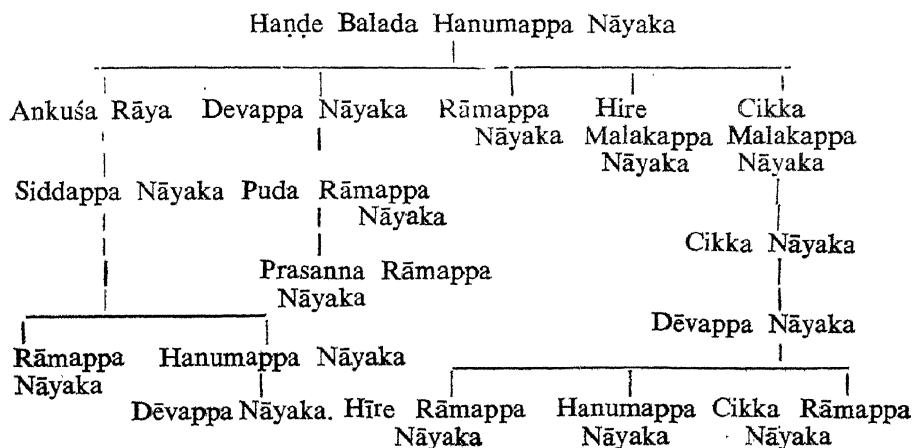 Haṇḍe Balada Hanumappa Nāyaka
Ankuśa Rāya Devappa Nāyaka Rāmappa Hire Cikka
Nāyaka Malakappa Malakappa
Nāyaka Nāyaka
Siddappa Nāyaka Puda Rāmappa
Nāyaka
Cikka Nāyaka
Prasanna Rāmappa
Nāyaka
Dēvappa Nāyaka
Rāmappa Hanumappa Nāyaka
Nāyaka
Dēvappa Nāyaka. Hīre Rāmappa Hanumappa Cikka Rāmappa
Nāyaka Nāyaka Nāyaka